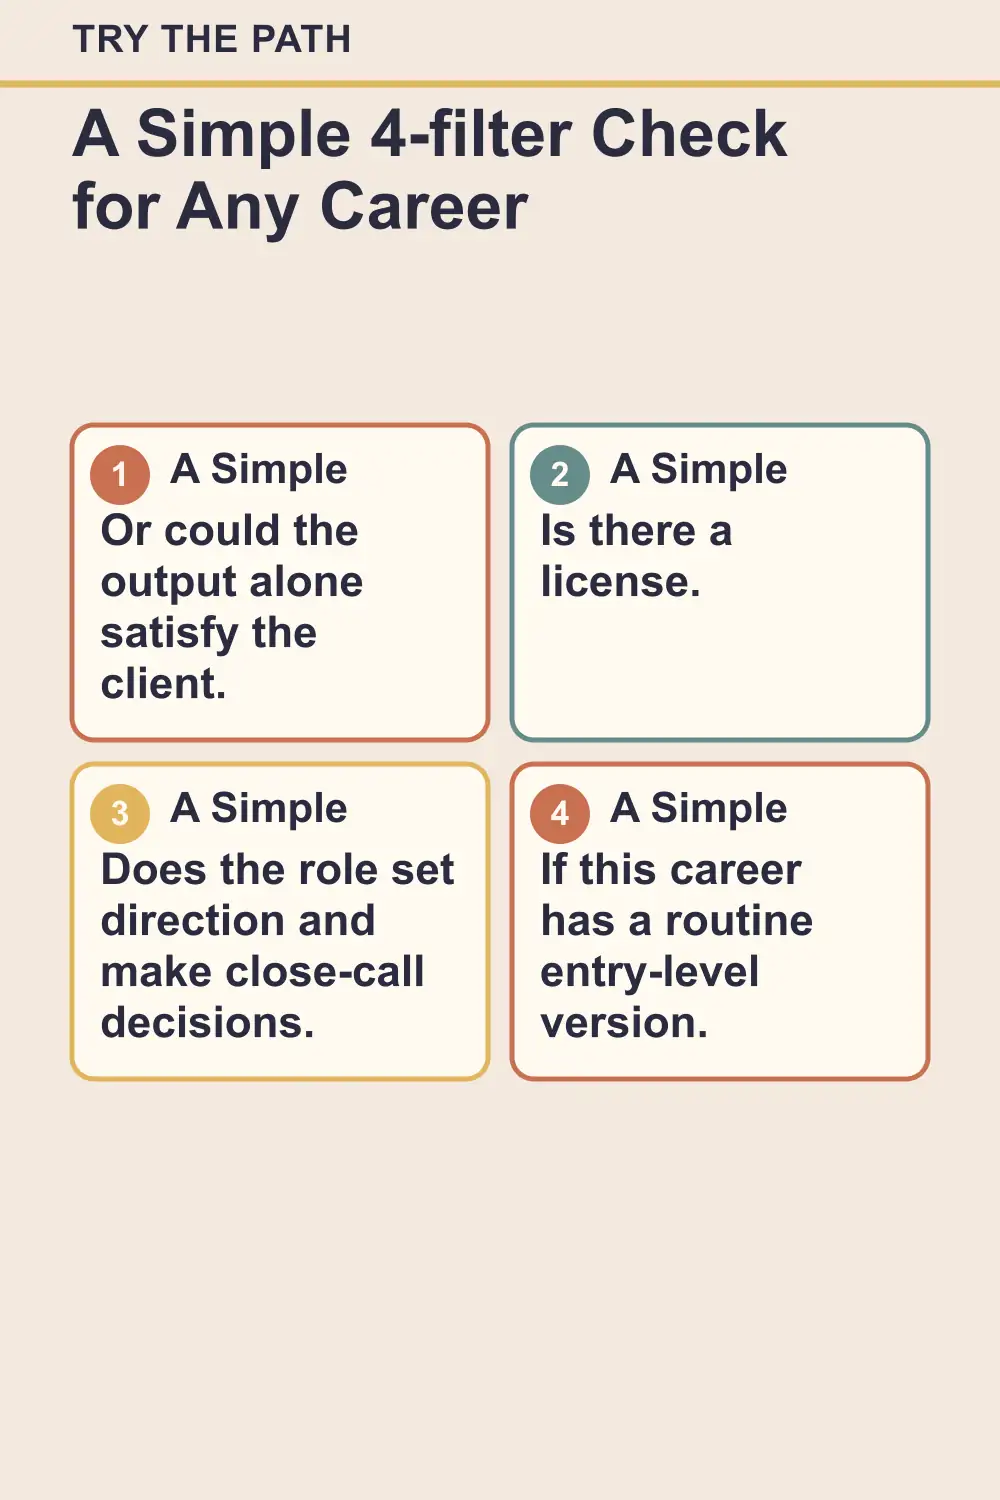 TRY THE PATH
A Simple 4-filter Check
for Any Career
1 A Simple
Or could the
output alone
satisfy the
client.
2 A Simple
Is there a
license.
3 A Simple
Does the role set
direction and
make close-call
decisions.
4 A Simple
If this career
has a routine
entry-level
version.